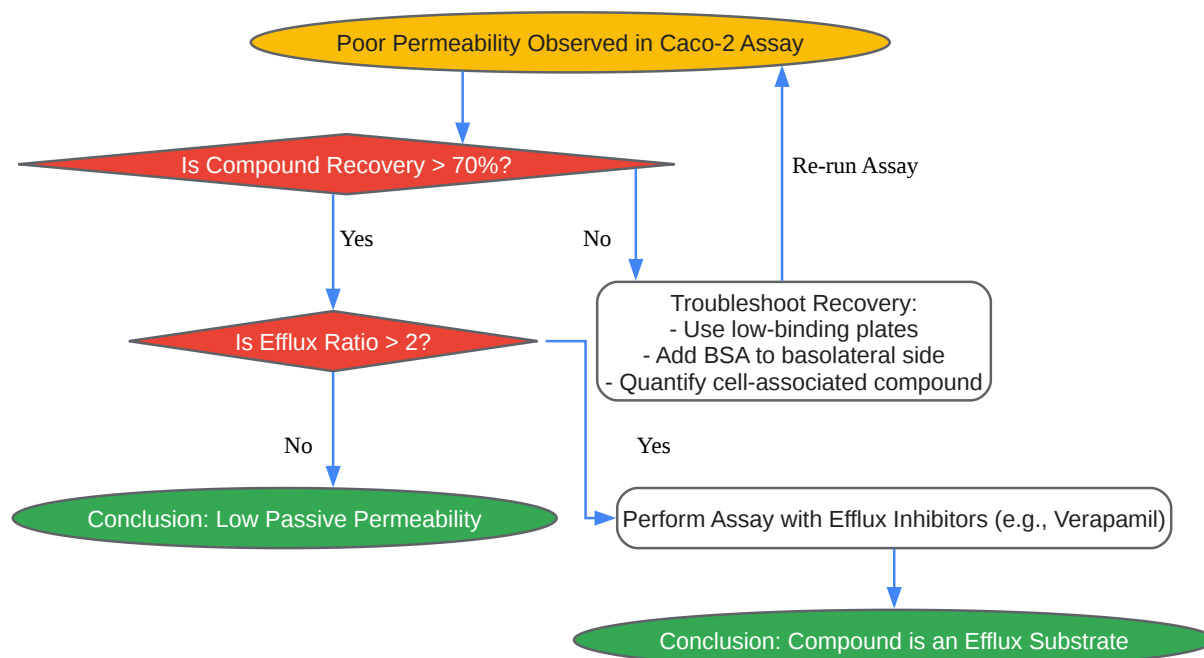 Poor Permeability Observed in Caco-2 Assay
Is Compound Recovery > 70%?
Re-run Assay
Yes
No
Troubleshoot Recovery:
- Use low-binding plates
- Add BSA to basolateral side
- Quantify cell-associated compound
Is Efflux Ratio > 2?
No
Yes
Conclusion: Low Passive Permeability
Perform Assay with Efflux Inhibitors (e.g., Verapamil)
Conclusion: Compound is an Efflux Substrate